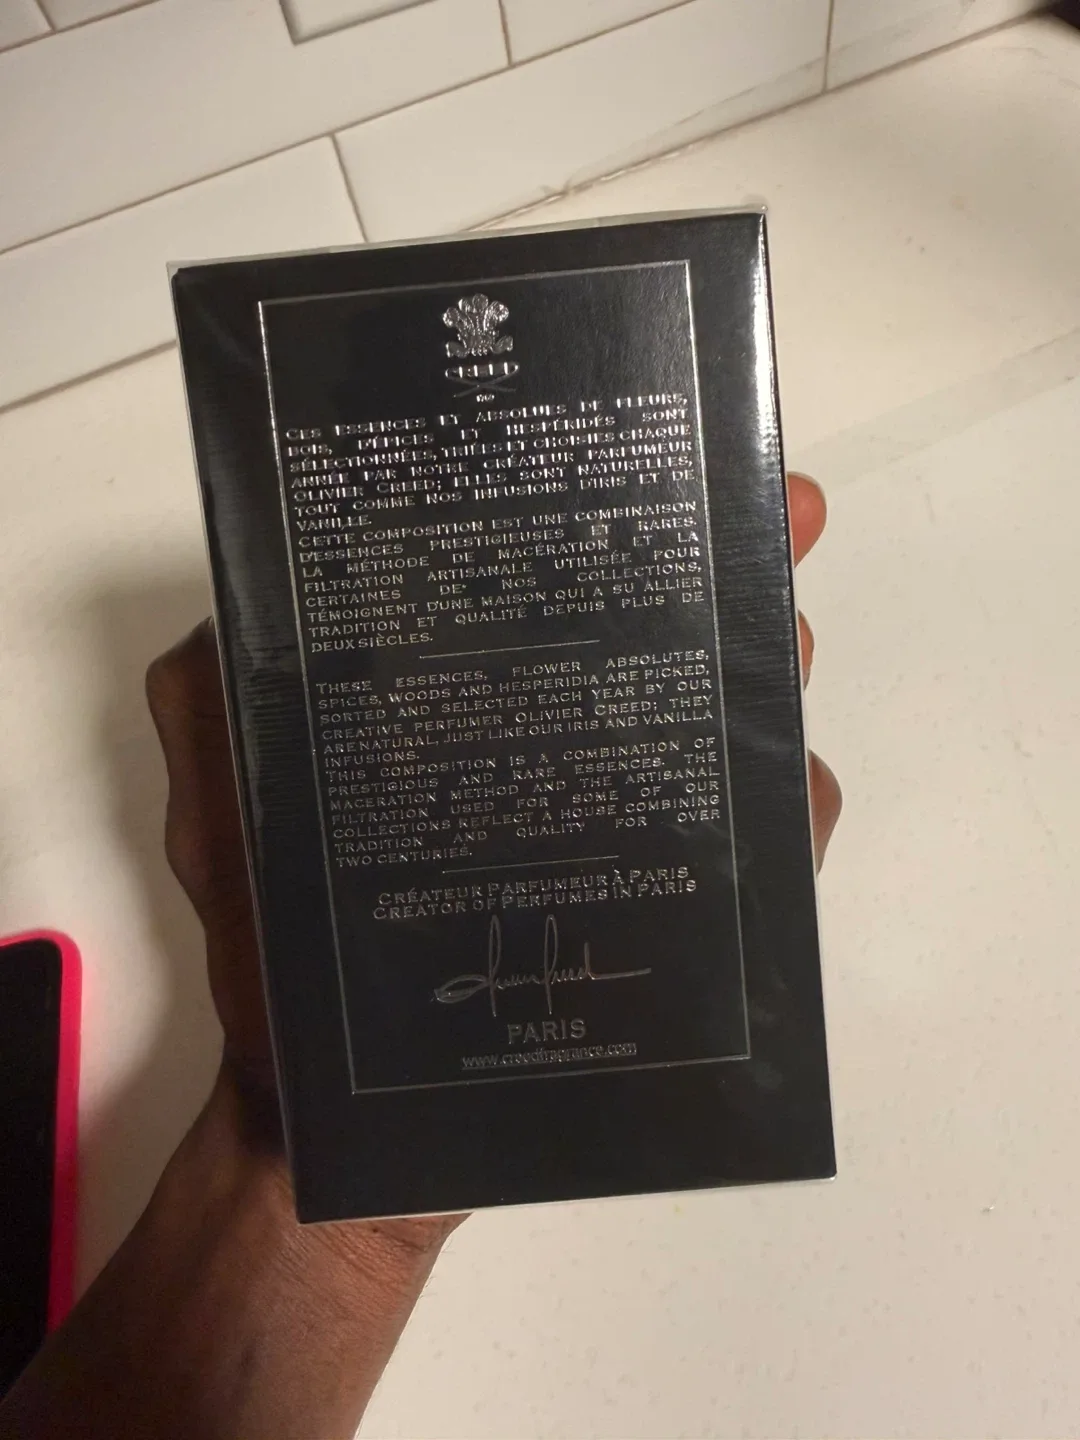 CREED
CES ESSENCES ET ABSOLUES DE FLEURS,
BOIS, D'ÉPICES ET HESPÉRIDÉS SONT
SÉLECTIONNÉES, TRIÉES ET CHOISIES CHAQUE
ANNÉE PAR NOTRE CRÉATEUR PARFUMEUR
OLIVIER CREED; ELLES SONT NATURELLES,
TOUT COMME NOS INFUSIONS D'IRIS ET DE
VANILLE.
CETTE COMPOSITION EST UNE COMBINAISON
D'ESSENCES PRESTIGIEUSES ET RARES.
LA MÉTHODE DE MACÉRATION ET LA
FILTRATION ARTISANALE UTILISÉE POUR
CERTAINES DE NOS COLLECTIONS,
TÉMOIGNENT D'UNE MAISON QUI A SU ALLIER
TRADITION ET QUALITÉ DEPUIS PLUS DE
DEUX SIÈCLES.
THESE ESSENCES, FLOWER ABSOLUTES,
SPICES, WOODS AND HESPERIDIA ARE PICKED,
SORTED AND SELECTED EACH YEAR BY OUR
CREATIVE PERFUMER OLIVIER CREED; THEY
ARE NATURAL, JUST LIKE OUR IRIS AND VANILLA
INFUSIONS.
THIS COMPOSITION IS A COMBINATION OF
PRESTIGIOUS AND RARE ESSENCES. THE
MACERATION METHOD AND THE ARTISANAL
FILTRATION USED FOR SOME OF OUR
COLLECTIONS REFLECT A HOUSE COMBINING
TRADITION AND QUALITY FOR OVER
TWO CENTURIES.
CRÉATEUR PARFUMEUR À PARIS
CREATOR OF PERFUMES IN PARIS
PARIS
www.creedfragrance.com